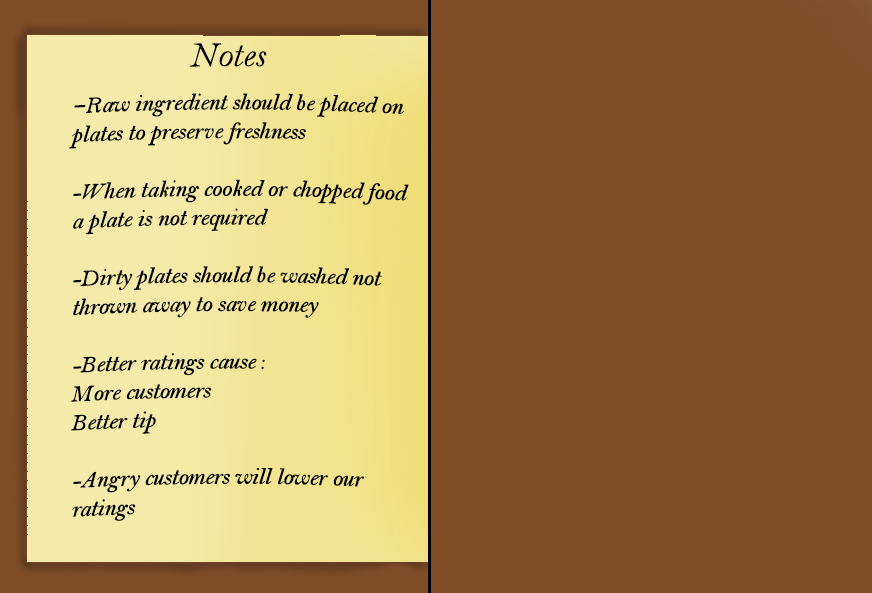 Notes
-Raw ingredient should be placed on
plates to preserve freshness
-When taking cooked or chopped food
a plate is not required
-Dirty plates should be washed not
thrown away to save money
-Better ratings cause :
More customers
Better tip
-Angry customers will lower our
ratings